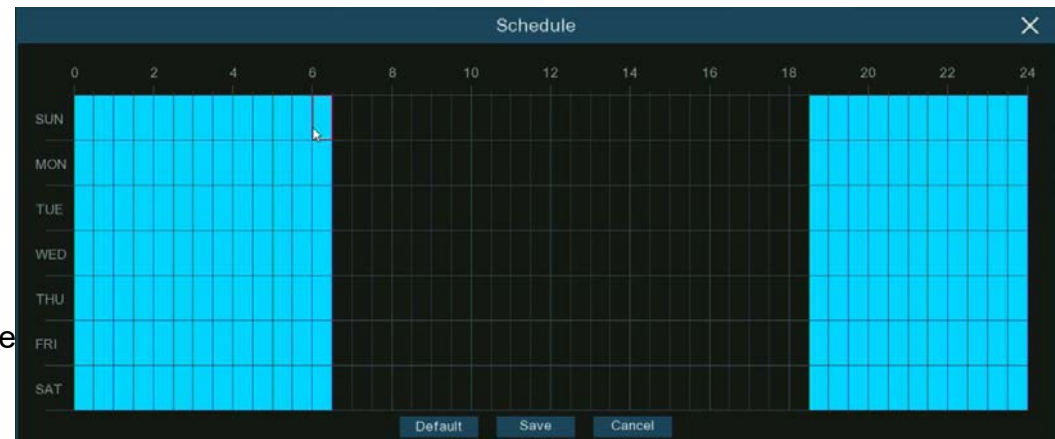 Schedule
0 2 4 6 8 10 12 14 16 18 20 22 24
SUN
MON
TUE
WED
THU
e
FRI
SAT
Default Save Cancel